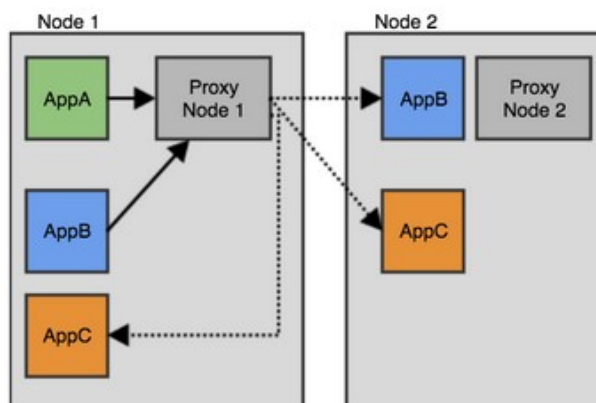 Node 1
Node 2
AppA
Proxy
Node 1
AppB
Proxy
Node 2
AppB
AppC
AppC